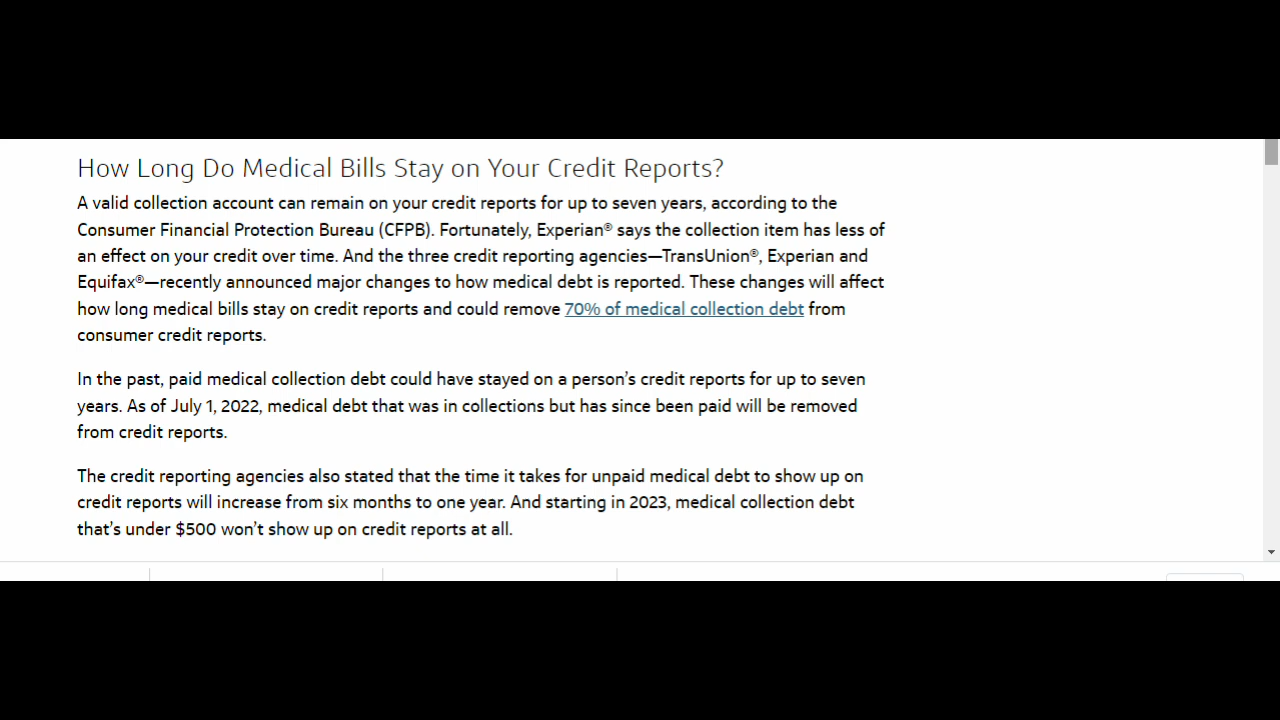 How Long Do Medical Bills Stay on Your Credit Reports?
A valid collection account can remain on your credit reports for up to seven years, according to the
Consumer Financial Protection Bureau (CFPB). Fortunately, Experian® says the collection item has less of
an effect on your credit over time. And the three credit reporting agencies—TransUnion®, Experian and
Equifax®—recently announced major changes to how medical debt is reported. These changes will affect
how long medical bills stay on credit reports and could remove 70% of medical collection debt from
consumer credit reports.
In the past, paid medical collection debt could have stayed on a person’s credit reports for up to seven
years. As of July 1, 2022, medical debt that was in collections but has since been paid will be removed
from credit reports.
The credit reporting agencies also stated that the time it takes for unpaid medical debt to show up on
credit reports will increase from six months to one year. And starting in 2023, medical collection debt
that’s under $500 won’t show up on credit reports at all.